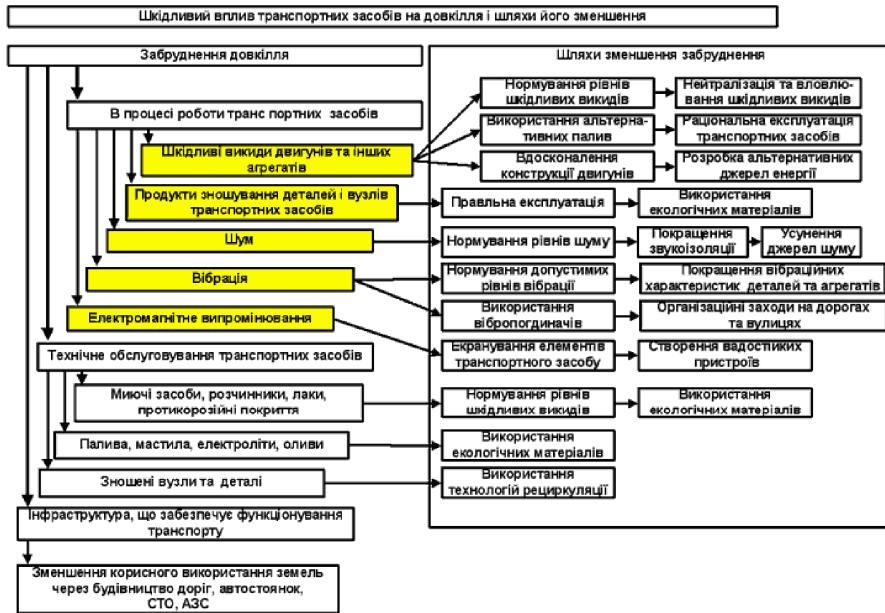 Шкідливий вплив транспортних засобів на довкілля і шляхи його зменшення
Забруднення довкілля
Шляхи зменшення забруднення
В процесі роботи транс портних засобів
Нормування рівнів
шкідливих викидів
Нейтралізація та вловлю-
вання шкідливих викидів
Використання альтерна-
тивних палив
Раціональна експлуатація
транспортних засобів
Шкідливі викиди двигунів та інших
агрегатів
Вдосконалення
конструкції двигунів
Розробка альтернативних
джерел енергії
Продукти зношування деталей і вузлів
транспортних засобів
Правльна експлуатація
Використання
екологічних матеріалів
Шум
Нормування рівнів шуму
Покращення
звукоізоляції
Усунення
джерел шуму
Вібрація
Нормування допустимих
рівнів вібрації
Покращення вібраційних
характеристик деталей та агрегатів
Електромагнітне випромінювання
Використання
вібропогдиначів
Організаційні заходи на дорогах
та вулицях
Технічне обслуговування транспортних засобів
Екранування елементів
транспортного засобу
Створення вадостиких
пристроїв
Миючі засоби, розчинники, лаки,
протикорозійні покриття
Нормування рівнів
шкідливих викидів
Використання
екологічних матеріалів
Палива, мастила, електроліти, оливи
Використання
екологічних матеріалів
Зношені вузли та деталі
Використання
технологій рециркуляції
Інфраструктура, що забезпечує функціонування
транспорту
Зменшення корисного використання земель
через будівництво доріг, автостоянок,
СТО, АЗС